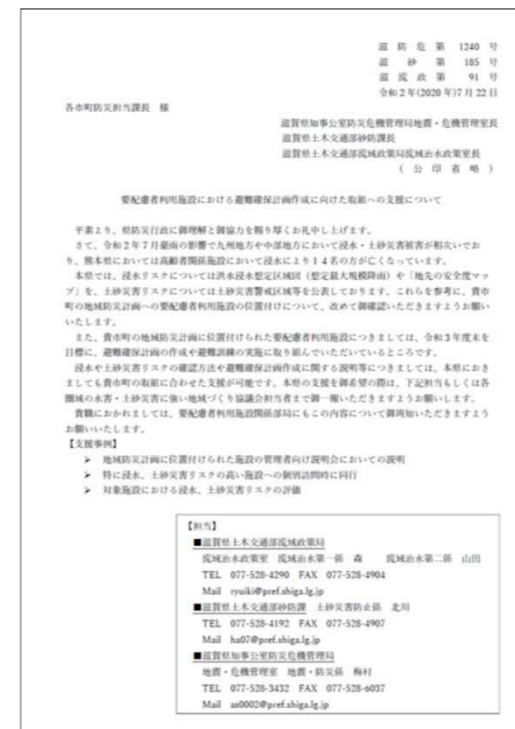 滋 防 危 第 1240 号
滋 砂 第 185 号
滋 流 政 第 91 号
令和2年(2020年)7月22日
各市町防災担当課長 様
滋賀県知事公室防災危機管理局地震・危機管理室長
滋賀県土木交通部砂防課長
滋賀県土木交通部流域政策局流域治水政策室長
( 公 印 省 略 )
要配慮者利用施設における避難確保計画作成に向けた取組への支援について
平素より、県防災行政に御理解と御協力を賜り厚くお礼申し上げます。
さて、令和2年7月豪雨の影響で九州地方や中部地方において浸水・土砂災害被害が相次いでお
り、熊本県においては高齢者関係施設において浸水により14名の方が亡くなっています。
本県では、浸水リスクについては洪水浸水想定区域図(想定最大規模降雨)や「地先の安全度マッ
プ」を、土砂災害リスクについては土砂災害警戒区域等を公表しております。これらを参考に、貴市
町の地域防災計画への要配慮者利用施設の位置付けについて、改めて御確認いただきますようお願い
いたします。
また、貴市町の地域防災計画に位置付けられた要配慮者利用施設につきましては、令和3年度末を
目標に、避難確保計画の作成や避難訓練の実施に取り組んでいただいているところです。
浸水や土砂災害リスクの確認方法や避難確保計画作成に関する説明等につきましては、本県におき
ましても貴市町の取組に合わせた支援が可能です。本県の支援を御希望の際は、下記担当もしくは各
圏域の水害・土砂災害に強い地域づくり協議会担当者まで御一報いただきますようお願いします。
貴職におかれましては、要配慮者利用施設関係部局にもこの内容について御周知いただきますよう
お願いいたします。
【支援事例】
➢ 地域防災計画に位置付けられた施設の管理者向け説明会においての説明
➢ 特に浸水、土砂災害リスクの高い施設への個別訪問時に同行
➢ 対象施設における浸水、土砂災害リスクの評価
【担当】
■滋賀県土木交通部流域政策局
流域治水政策室 流域治水第一係 森 流域治水第二係 山田
TEL 077-528-4290 FAX 077-528-4904
Mail ryuiki@pref.shiga.lg.jp
■滋賀県土木交通部砂防課 土砂災害防止係 北川
TEL 077-528-4192 FAX 077-528-4907
Mail ha07@pref.shiga.lg.jp
■滋賀県知事公室防災危機管理局
地震・危機管理室 地震・防災係 梅村
TEL 077-528-3432 FAX 077-528-6037
Mail as0002@pref.shiga.lg.jp